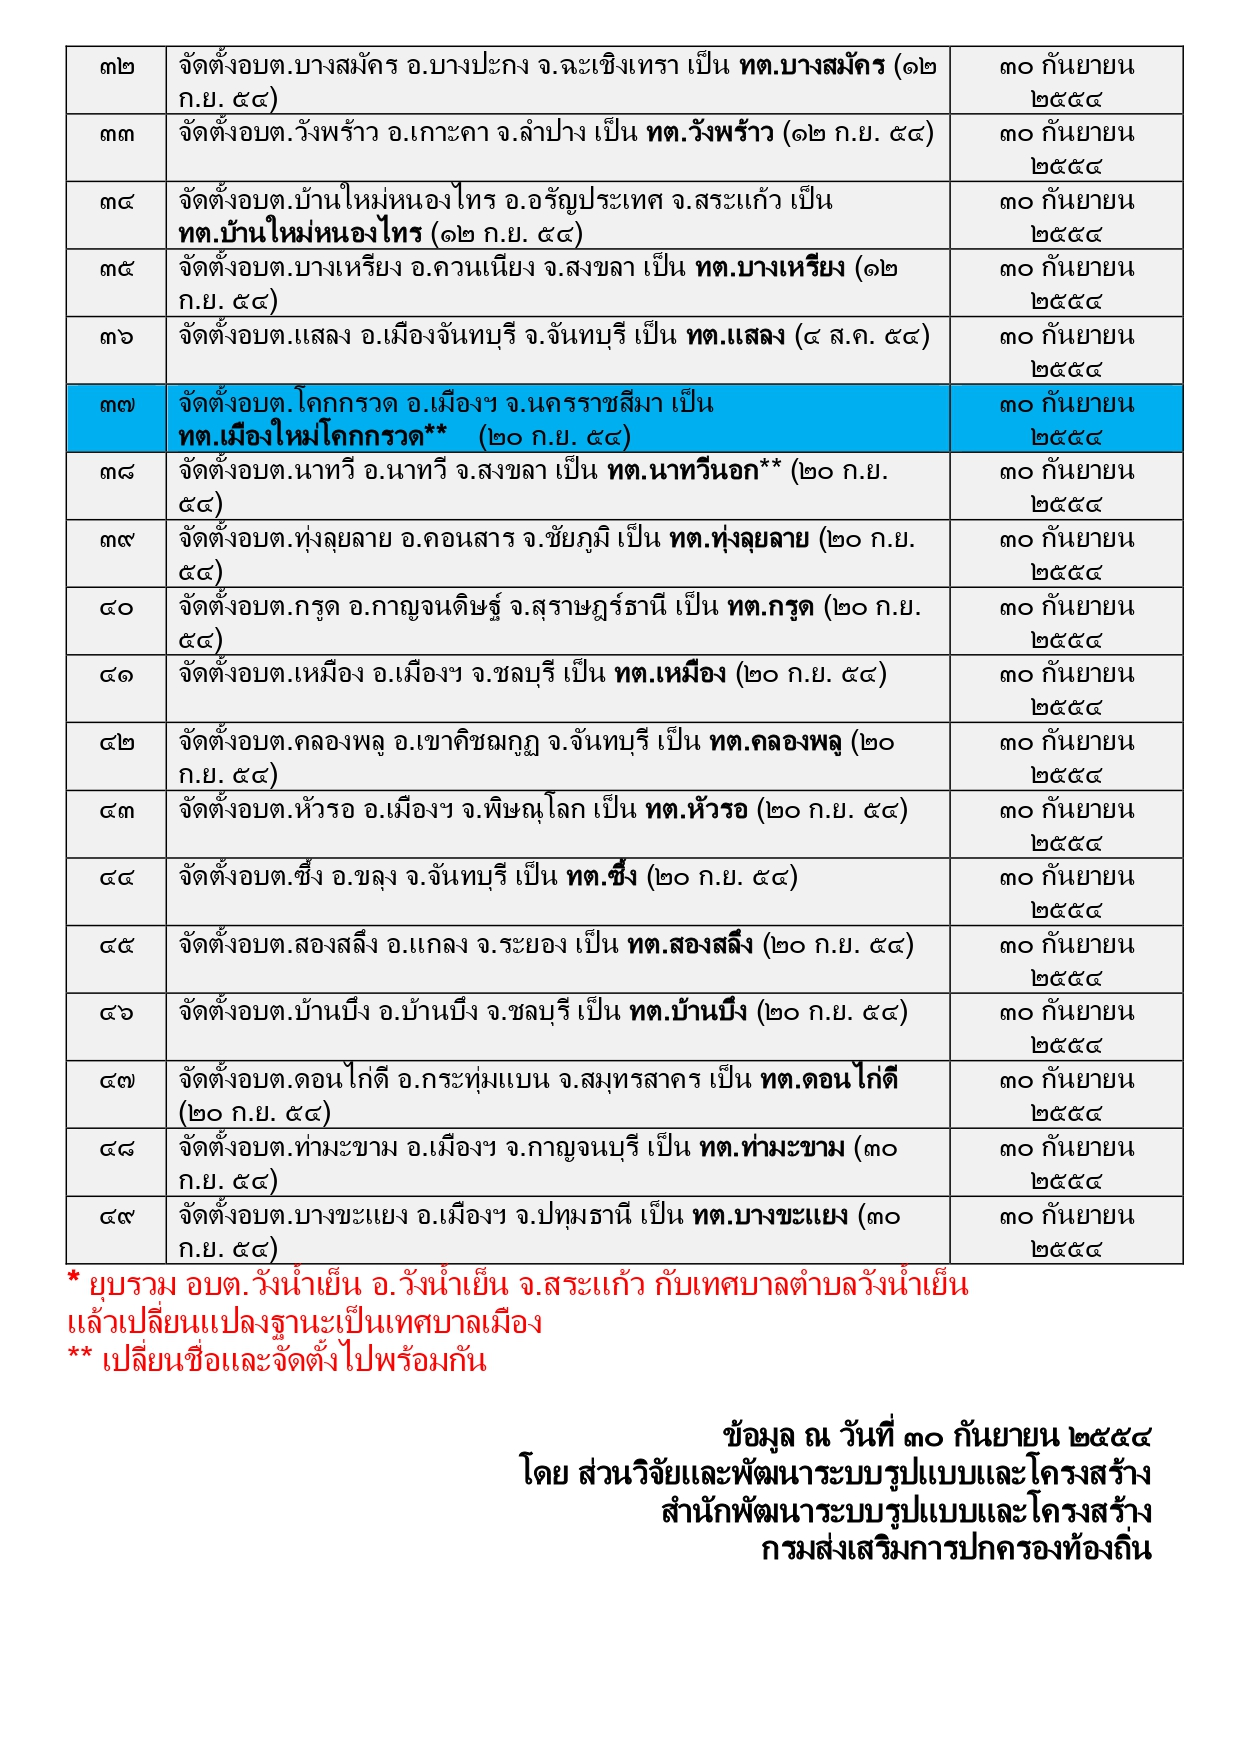 ๓๒ จัดตั้งอบต.บางสมัคร อ.บางปะกง จ.ฉะเชิงเทรา เป็น ทต.บางสมัคร (๑๒ ๓๐ กันยายน
ก.ย. ๕๔) ๒๕๕๔
๓๓ จัดตั้งอบต.วังพร้าว อ.เกาะคา จ.ลำปาง เป็น ทต.วังพร้าว (๑๒ ก.ย. ๕๔) ๓๐ กันยายน
๒๕๕๔
๓๔ จัดตั้งอบต.บ้านใหม่หนองไทร อ.อรัญประเทศ จ.สระแก้ว เป็น ๓๐ กันยายน
ทต.บ้านใหม่หนองไทร (๑๒ ก.ย. ๕๔) ๒๕๕๔
๓๕ จัดตั้งอบต.บางเหรียง อ.ควนเนียง จ.สงขลา เป็น ทต.บางเหรียง (๑๒ ๓๐ กันยายน
ก.ย. ๕๔) ๒๕๕๔
๓๖ จัดตั้งอบต.แสลง อ.เมืองจันทบุรี จ.จันทบุรี เป็น ทต.แสลง (๔ ส.ค. ๕๔) ๓๐ กันยายน
๒๕๕๔
๓๗ จัดตั้งอบต.โคกกรวด อ.เมืองฯ จ.นครราชสีมา เป็น ๓๐ กันยายน
ทต.เมืองใหม่โคกกรวด** (๒๐ ก.ย. ๕๔) ๒๕๕๔
๓๘ จัดตั้งอบต.นาทวี อ.นาทวี จ.สงขลา เป็น ทต.นาทวีนอก** (๒๐ ก.ย. ๓๐ กันยายน
๕๔) ๒๕๕๔
๓๙ จัดตั้งอบต.ทุ่งลุยลาย อ.คอนสาร จ.ชัยภูมิ เป็น ทต.ทุ่งลุยลาย (๒๐ ก.ย. ๓๐ กันยายน
๕๔) ๒๕๕๔
๔๐ จัดตั้งอบต.กรูด อ.กาญจนดิษฐ์ จ.สุราษฎร์ธานี เป็น ทต.กรูด (๒๐ ก.ย. ๓๐ กันยายน
๕๔) ๒๕๕๔
๔๑ จัดตั้งอบต.เหมือง อ.เมืองฯ จ.ชลบุรี เป็น ทต.เหมือง (๒๐ ก.ย. ๕๔) ๓๐ กันยายน
๒๕๕๔
๔๒ จัดตั้งอบต.คลองพลู อ.เขาคิชฌกูฏ จ.จันทบุรี เป็น ทต.คลองพลู (๒๐ ๓๐ กันยายน
ก.ย. ๕๔) ๒๕๕๔
๔๓ จัดตั้งอบต.หัวรอ อ.เมืองฯ จ.พิษณุโลก เป็น ทต.หัวรอ (๒๐ ก.ย. ๕๔) ๓๐ กันยายน
๒๕๕๔
๔๔ จัดตั้งอบต.ซึ้ง อ.ขลุง จ.จันทบุรี เป็น ทต.ซึ้ง (๒๐ ก.ย. ๕๔) ๓๐ กันยายน
๒๕๕๔
๔๕ จัดตั้งอบต.สองสลึง อ.แกลง จ.ระยอง เป็น ทต.สองสลึง (๒๐ ก.ย. ๕๔) ๓๐ กันยายน
๒๕๕๔
๔๖ จัดตั้งอบต.บ้านบึง อ.บ้านบึง จ.ชลบุรี เป็น ทต.บ้านบึง (๒๐ ก.ย. ๕๔) ๓๐ กันยายน
๒๕๕๔
๔๗ จัดตั้งอบต.ดอนไก่ดี อ.กระทุ่มแบน จ.สมุทรสาคร เป็น ทต.ดอนไก่ดี ๓๐ กันยายน
(๒๐ ก.ย. ๕๔) ๒๕๕๔
๔๘ จัดตั้งอบต.ท่ามะขาม อ.เมืองฯ จ.กาญจนบุรี เป็น ทต.ท่ามะขาม (๓๐ ๓๐ กันยายน
ก.ย. ๕๔) ๒๕๕๔
๔๙ จัดตั้งอบต.บางขะแยง อ.เมืองฯ จ.ปทุมธานี เป็น ทต.บางขะแยง (๓๐ ๓๐ กันยายน
ก.ย. ๕๔) ๒๕๕๔
* ยุบรวม อบต.วังน้ำเย็น อ.วังน้ำเย็น จ.สระแก้ว กับเทศบาลตำบลวังน้ำเย็น
แล้วเปลี่ยนแปลงฐานะเป็นเทศบาลเมือง
** เปลี่ยนชื่อและจัดตั้งไปพร้อมกัน
ข้อมูล ณ วันที่ ๓๐ กันยายน ๒๕๕๔
โดย ส่วนวิจัยและพัฒนาระบบรูปแบบและโครงสร้าง
สำนักพัฒนาระบบรูปแบบและโครงสร้าง
กรมส่งเสริมการปกครองท้องถิ่น